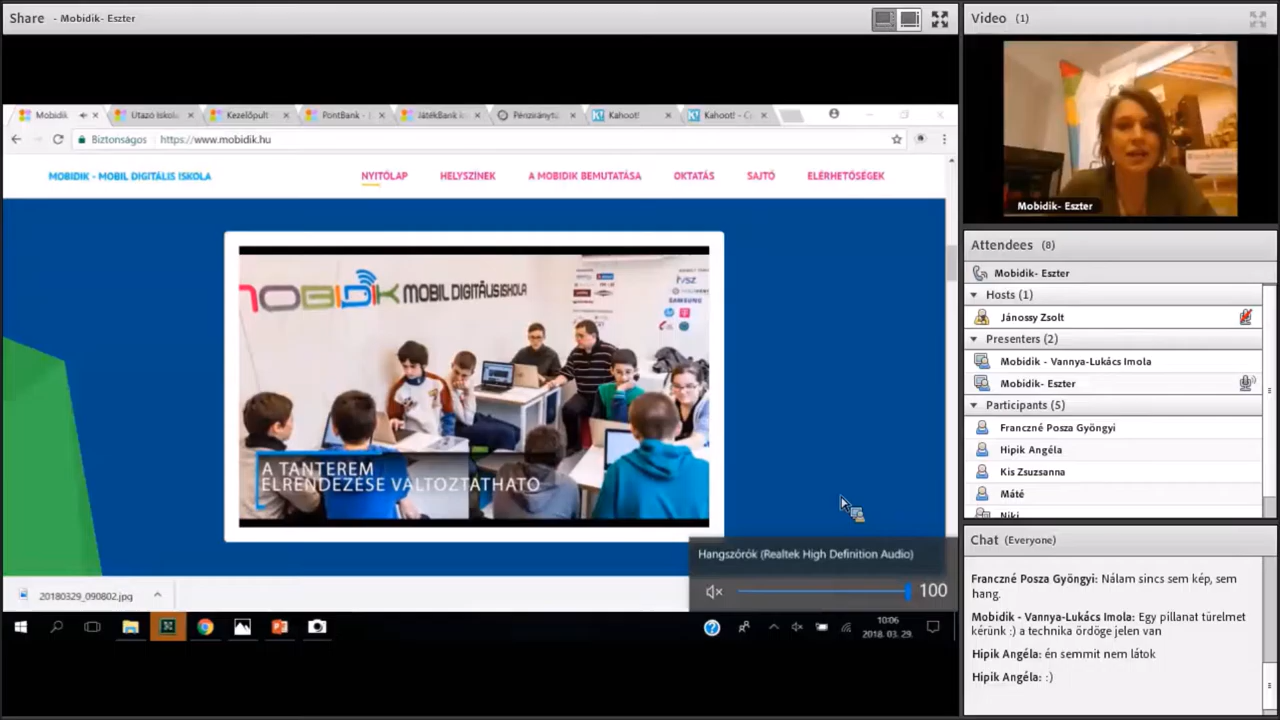 Share - Mobidik- Eszter
Mobidik
Utazó Iskola
Kezelőpult
PontBank -
JátékBank
Pénzirányt
Kahoot!
Kahoot! - C
Biztonságos https://www.mobidik.hu
MOBIDIK - MOBIL DIGITÁLIS ISKOLA
NYITÓLAP HELYSZÍNEK A MOBIDIK BEMUTATÁSA OKTATÁS SAJTÓ ELÉRHETŐSÉGEK
MOBIDIK MOBIL DIGITÁLIS ISKOLA
SAMSUNG
A TANTEREM
ELRENDEZÉSE VÁLTOZTATHATÓ
Hangszórók (Realtek High Definition Audio)
100
20180329_090802.jpg
10:06
2018. 03. 29.
Video (1)
Mobidik- Eszter
Attendees (8)
Mobidik- Eszter
Hosts (1)
Jánossy Zsolt
Presenters (2)
Mobidik - Vannya-Lukács Imola
Mobidik- Eszter
Participants (5)
Franczné Posza Gyöngyi
Hipik Angéla
Kis Zsuzsanna
Máté
Niki
Chat (Everyone)
Franczné Posza Gyöngyi: Nálam sincs sem kép, sem
hang.
Mobidik - Vannya-Lukács Imola: Egy pillanat türelmet
kérünk :) a technika ördöge jelen van
Hipik Angéla: én semmit nem látok
Hipik Angéla: :)